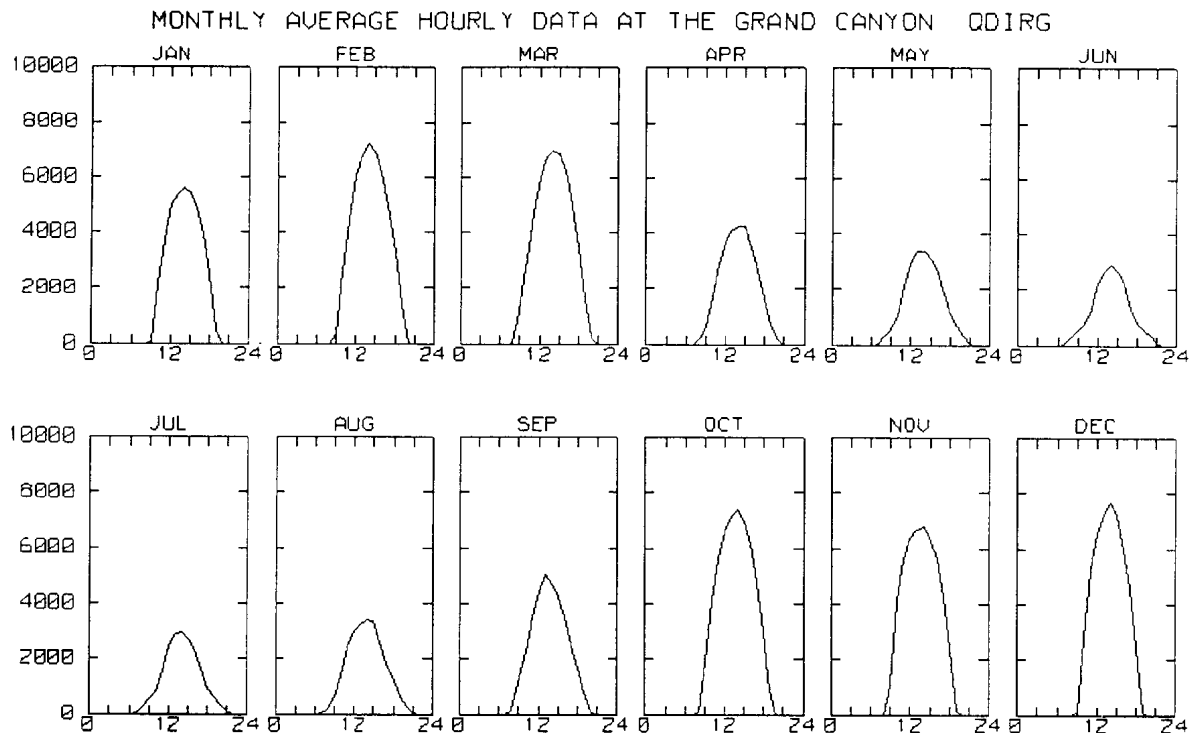 MONTHLY AVERAGE HOURLY DATA AT THE GRAND CANYON QDIRG
JAN FEB MAR APR MAY JUN
10000
8000
6000
4000
2000
0
0 12 24 0 12 24 0 12 24 0 12 24 0 12 24 0 12 24
JUL AUG SEP OCT NOV DEC
10000
8000
6000
4000
2000
0
0 12 24 0 12 24 0 12 24 0 12 24 0 12 24 0 12 24